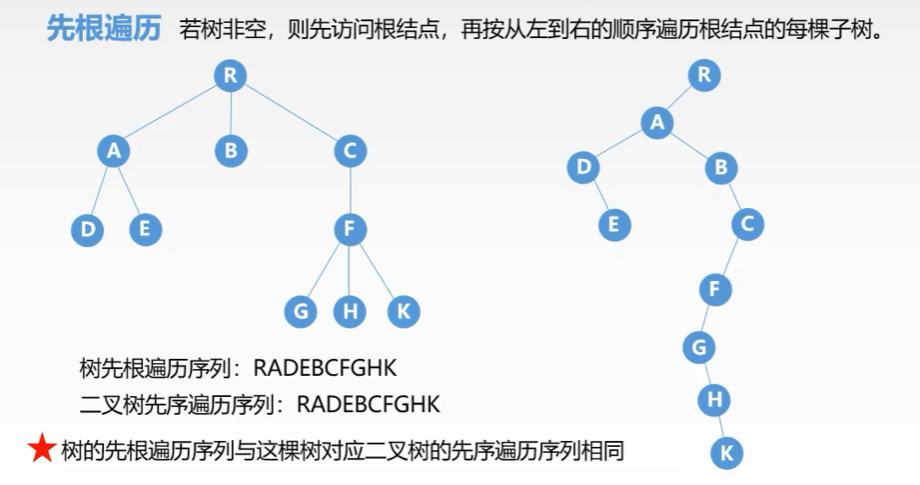 先根遍历 若树非空，则先访问根结点，再按从左到右的顺序遍历根结点的每棵子树。
R
A B C
D E F
G H K
R
A
D B
E C
F
G
H
K
树先根遍历序列：RADEBCFGHK
二叉树先序遍历序列：RADEBCFGHK
树的先根遍历序列与这棵树对应二叉树的先序遍历序列相同